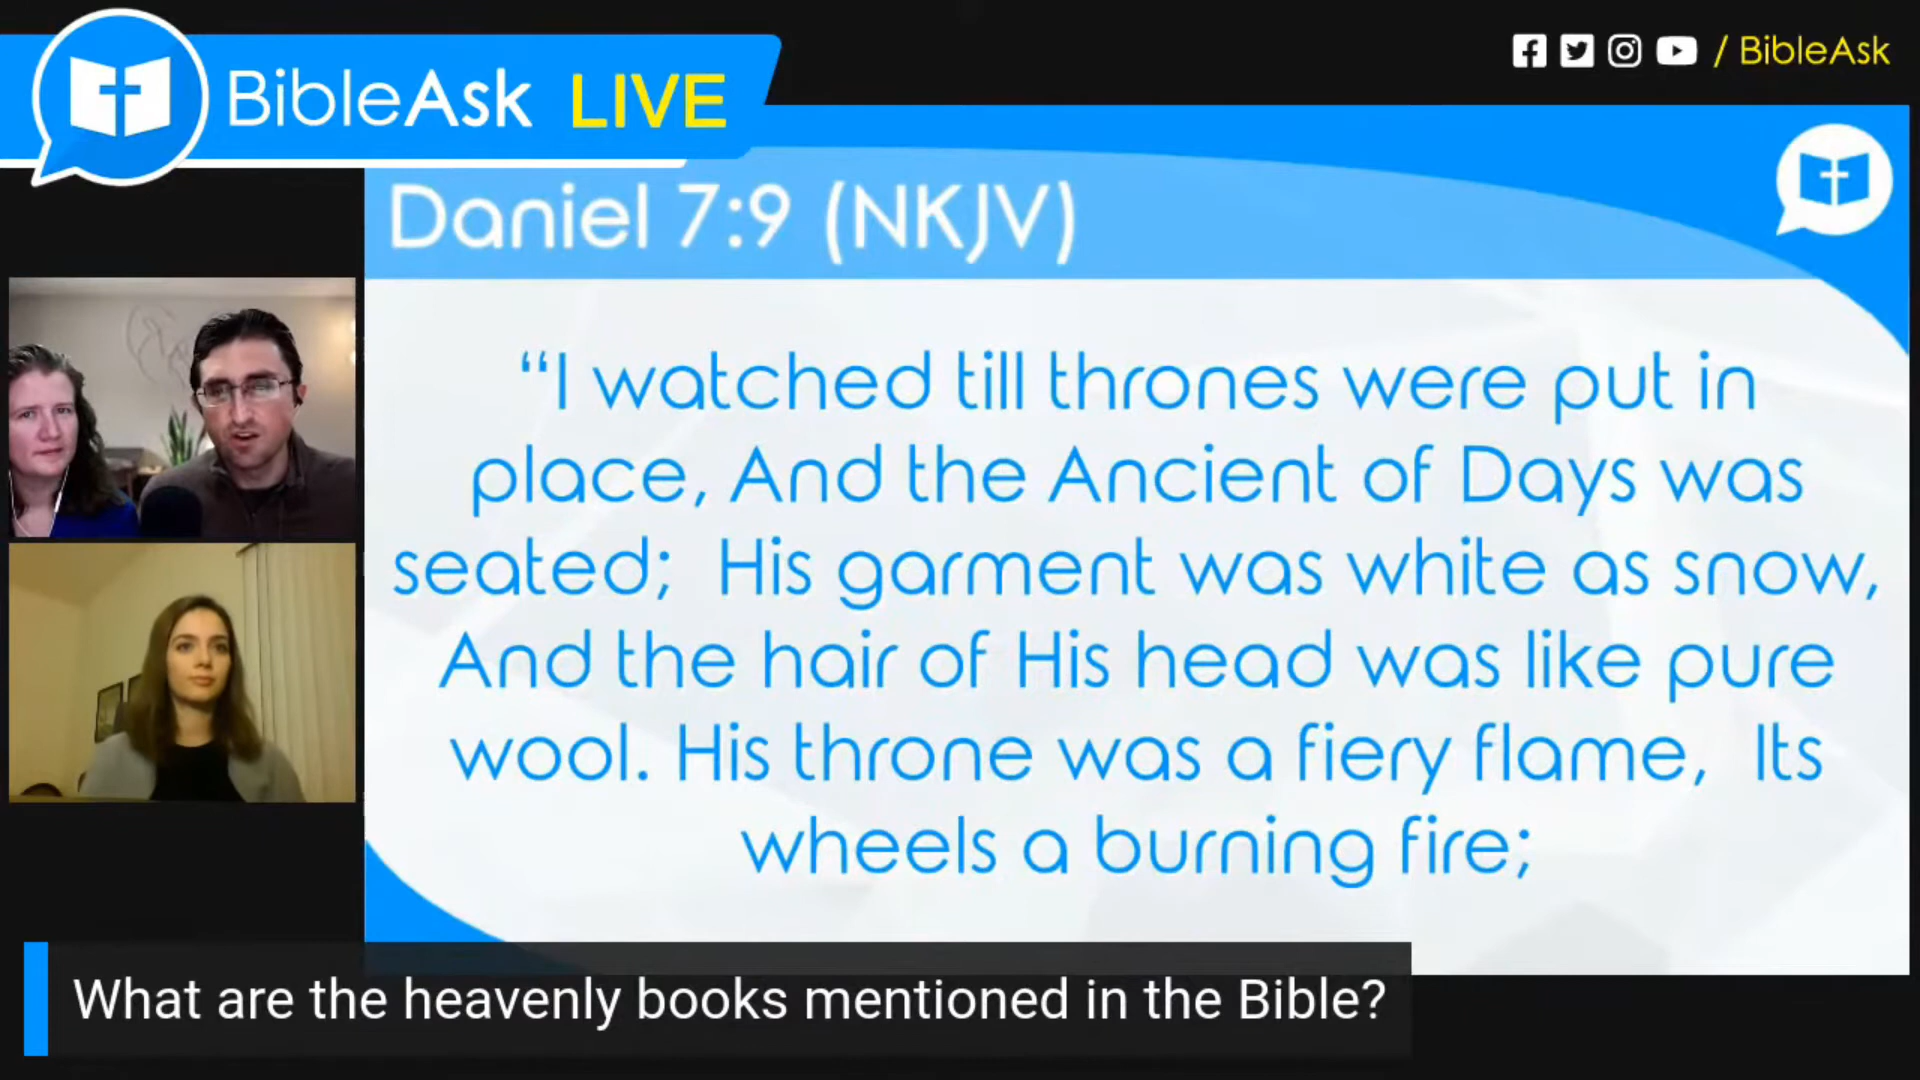 BibleAsk LIVE
/ BibleAsk
Daniel 7:9 (NKJV)
“I watched till thrones were put in
place, And the Ancient of Days was
seated; His garment was white as snow,
And the hair of His head was like pure
wool. His throne was a fiery flame, Its
wheels a burning fire;
What are the heavenly books mentioned in the Bible?